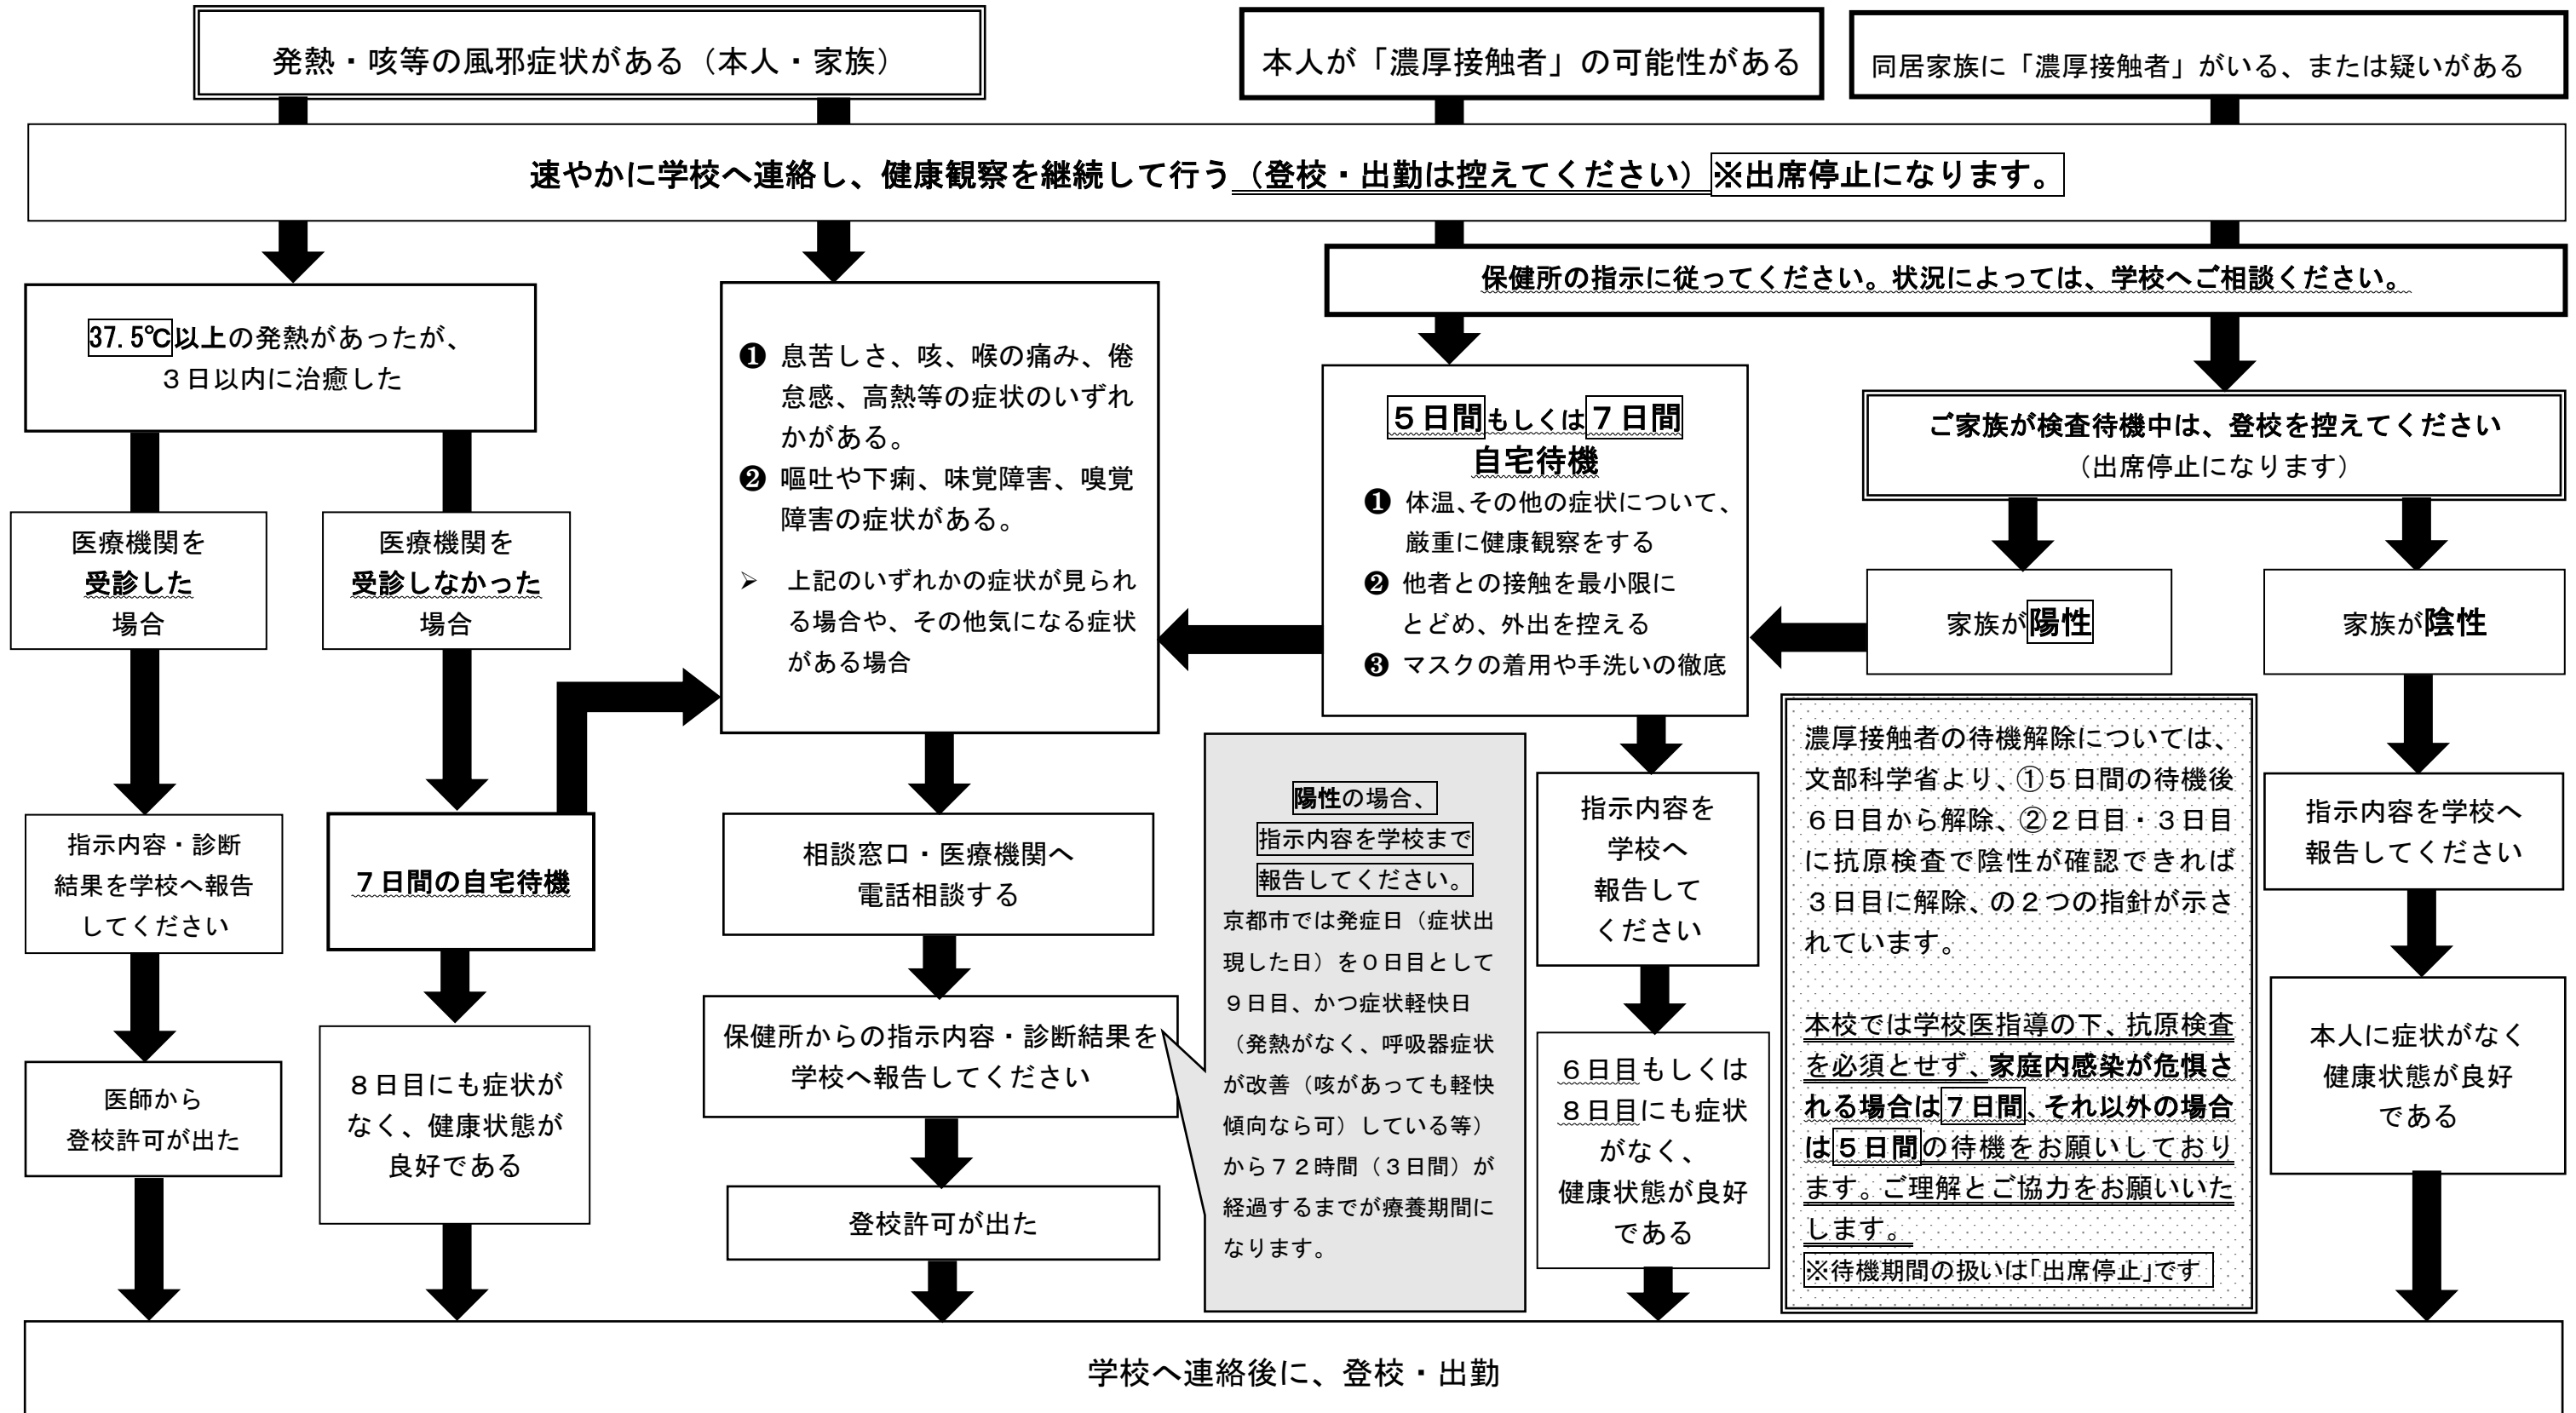 発熱・咳等の風邪症状がある（本人・家族）
本人が「濃厚接触者」の可能性がある
同居家族に「濃厚接触者」がいる、または疑いがある
速やかに学校へ連絡し、健康観察を継続して行う（登校・出勤は控えてください）※出席停止になります。
保健所の指示に従ってください。状況によっては、学校へご相談ください。
37.5℃以上の発熱があったが、
３日以内に治癒した
❶ 息苦しさ、咳、喉の痛み、倦
怠感、高熱等の症状のいずれ
かがある。
❷ 嘔吐や下痢、味覚障害、嗅覚
障害の症状がある。
➢ 上記のいずれかの症状が見られ
る場合や、その他気になる症状
がある場合
５日間もしくは７日間
自宅待機
❶ 体温、その他の症状について、
厳重に健康観察をする
❷ 他者との接触を最小限に
とどめ、外出を控える
❸ マスクの着用や手洗いの徹底
ご家族が検査待機中は、登校を控えてください
（出席停止になります）
医療機関を
受診した
場合
医療機関を
受診しなかった
場合
家族が陽性
家族が陰性
指示内容・診断
結果を学校へ報告
してください
７日間の自宅待機
相談窓口・医療機関へ
電話相談する
陽性の場合、
指示内容を学校まで
報告してください。
京都市では発症日（症状出
現した日）を０日目として
９日目、かつ症状軽快日
（発熱がなく、呼吸器症状
が改善（咳があっても軽快
傾向なら可）している等）
から７２時間（３日間）が
経過するまでが療養期間に
なります。
指示内容を
学校へ
報告して
ください
濃厚接触者の待機解除については、
文部科学省より、①５日間の待機後
６日目から解除、②２日目・３日目
に抗原検査で陰性が確認できれば
３日目に解除、の２つの指針が示さ
れています。
本校では学校医指導の下、抗原検査
を必須とせず、家庭内感染が危惧さ
れる場合は７日間、それ以外の場合
は５日間の待機をお願いしており
ます。ご理解とご協力をお願いいた
します。
※待機期間の扱いは「出席停止」です
指示内容を学校へ
報告してください
医師から
登校許可が出た
８日目にも症状が
なく、健康状態が
良好である
保健所からの指示内容・診断結果を
学校へ報告してください
登校許可が出た
６日目もしくは
８日目にも症状
がなく、
健康状態が良好
である
本人に症状がなく
健康状態が良好
である
学校へ連絡後に、登校・出勤